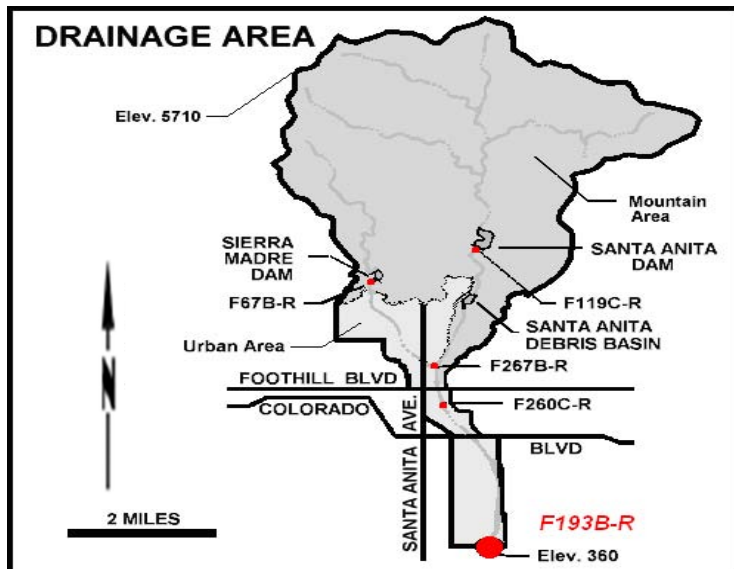 DRAINAGE AREA
Elev. 5710
Mountain
Area
SIERRA
MADRE
DAM
SANTA ANITA
DAM
F67B-R
F119C-R
Urban Area
SANTA ANITA
DEBRIS BASIN
F267B-R
FOOTHILL BLVD
COLORADO
F260C-R
BLVD
SANTA ANITA AVE.
N
2 MILES
F193B-R
Elev. 360